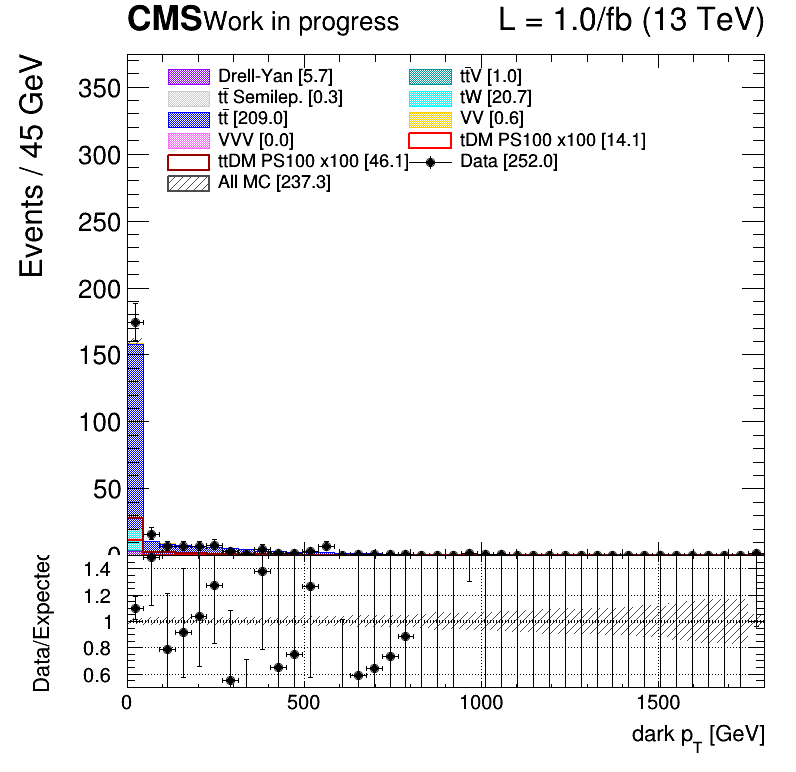 CMS Work in progress L = 1.0/fb (13 TeV)
Events / 45 GeV
350
300
250
200
150
100
50
0
Drell-Yan [5.7]
tt̄ Semilep. [0.3]
tt̄ [209.0]
VVV [0.0]
ttDM PS100 x100 [46.1]
All MC [237.3]
tt̄V [1.0]
tW [20.7]
VV [0.6]
tDM PS100 x100 [14.1]
Data [252.0]
Data/Expected
1.4
1.2
1
0.8
0.6
0 500 1000 1500
dark p_T [GeV]